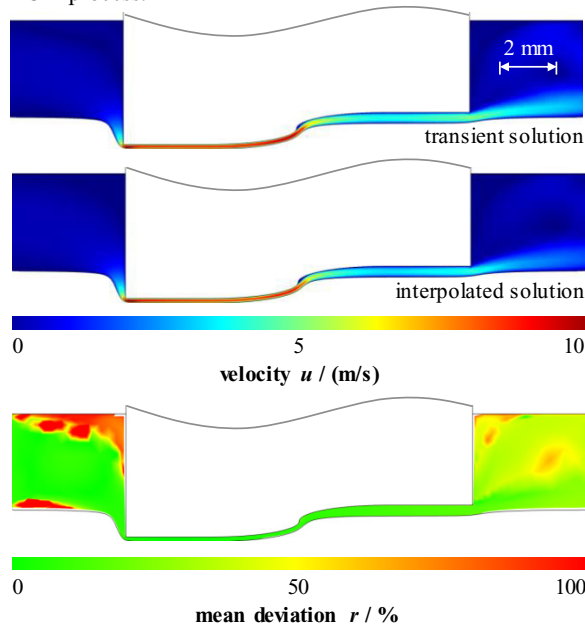 2 mm
transient solution
interpolated solution
0 5 10
velocity u / (m/s)
0 50 100
mean deviation r / %